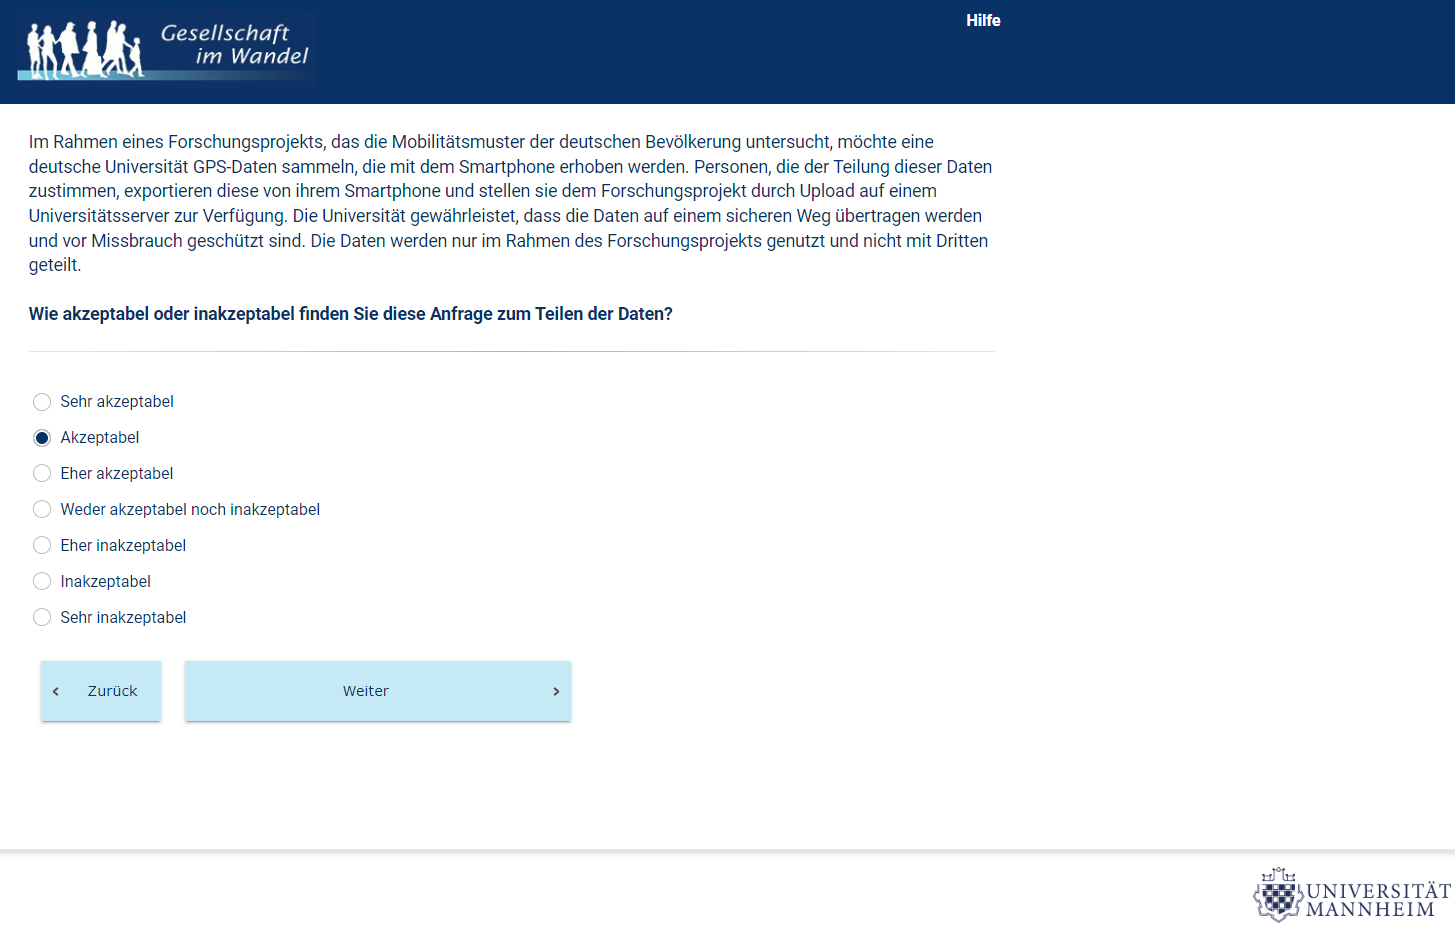 Gesellschaft
im Wandel
Hilfe
Im Rahmen eines Forschungsprojekts, das die Mobilitätsmuster der deutschen Bevölkerung untersucht, möchte eine
deutsche Universität GPS-Daten sammeln, die mit dem Smartphone erhoben werden. Personen, die der Teilung dieser Daten
zustimmen, exportieren diese von ihrem Smartphone und stellen sie dem Forschungsprojekt durch Upload auf einem
Universitätsserver zur Verfügung. Die Universität gewährleistet, dass die Daten auf einem sicheren Weg übertragen werden
und vor Missbrauch geschützt sind. Die Daten werden nur im Rahmen des Forschungsprojekts genutzt und nicht mit Dritten
geteilt.
Wie akzeptabel oder inakzeptabel finden Sie diese Anfrage zum Teilen der Daten?
Sehr akzeptabel
Akzeptabel
Eher akzeptabel
Weder akzeptabel noch inakzeptabel
Eher inakzeptabel
Inakzeptabel
Sehr inakzeptabel
Zurück
Weiter
UNIVERSITÄT
MANNHEIM